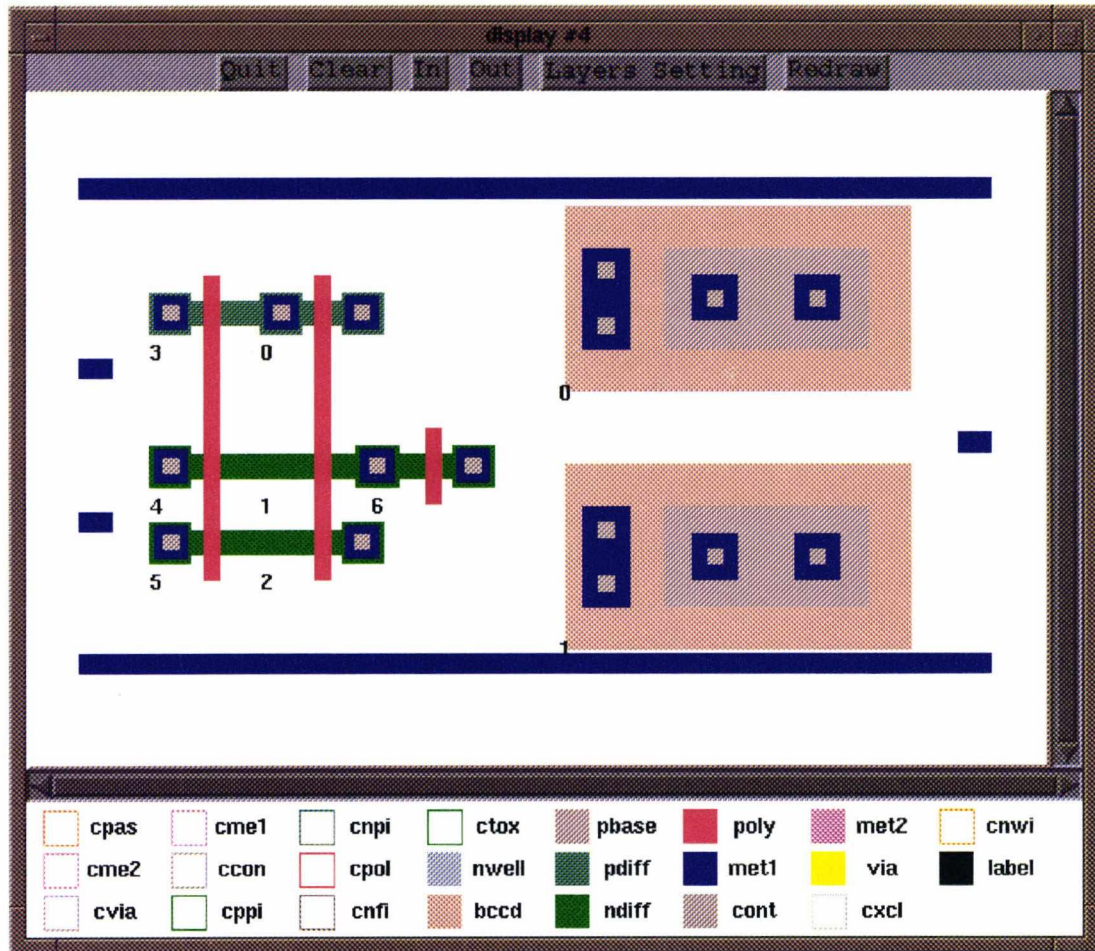 display #4
Quit Clear In Out Layers Setting Redraw
3 0
0
4 1 6
5 2
1
cpas cme1 cnpi ctox pbase poly met2 cnwi
cme2 ccon cpol nwell pdiff met1 via label
cvia cppi cnfi bccd ndiff cont cxcl